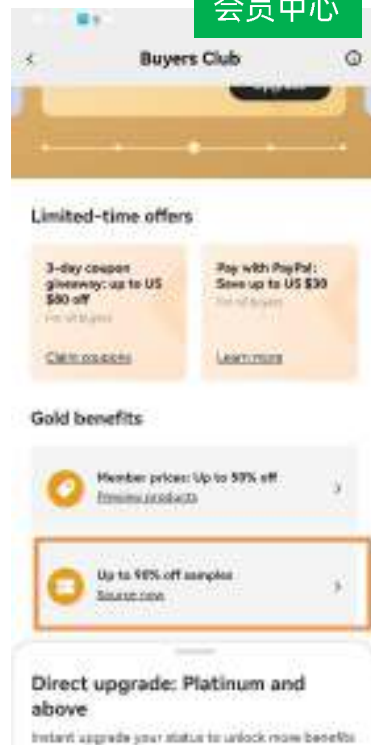 会员中心
Buyers Club
Limited-time offers
3-day coupon
giveaway: up to US
$80 off
For all buyers
Claim coupons
Pay with PayPal:
Save up to US $30
For all buyers
Learn more
Gold benefits
Member prices: Up to 50% off
Preview products
Up to 90% off samples
Source now
Direct upgrade: Platinum and
above
Instant upgrade your status to unlock more benefits